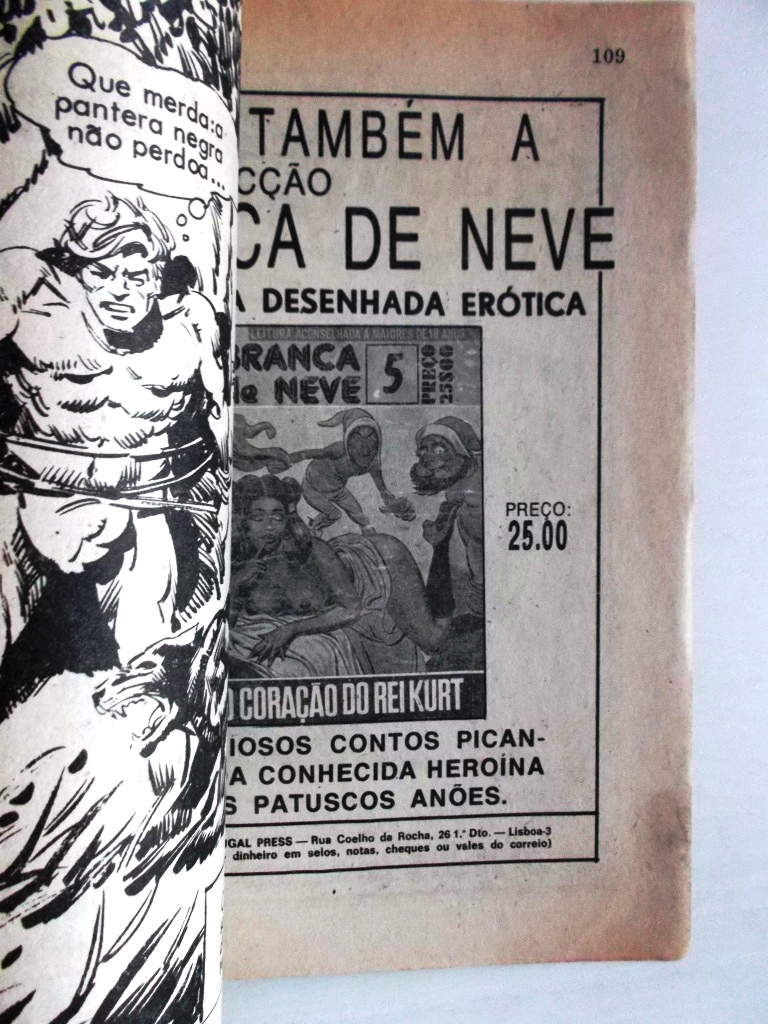 Que merda: a
pantera negra
não perdoa...
109
TAMBÉM A
CÇÃO
CA DE NEVE
A DESENHADA ERÓTICA
LEITURA ACONSELHADA A MAIORES DE 18 ANOS
BRANCA
de NEVE
5
PREÇO
25$00
PREÇO:
25.00
O CORAÇÃO DO REI KURT
IOSOS CONTOS PICAN-
A CONHECIDA HEROÍNA
S PATUSCOS ANÕES.
UGAL PRESS — Rua Coelho da Rocha, 26 1.º Dto. — Lisboa-3
dinheiro em selos, notas, cheques ou vales do correio)